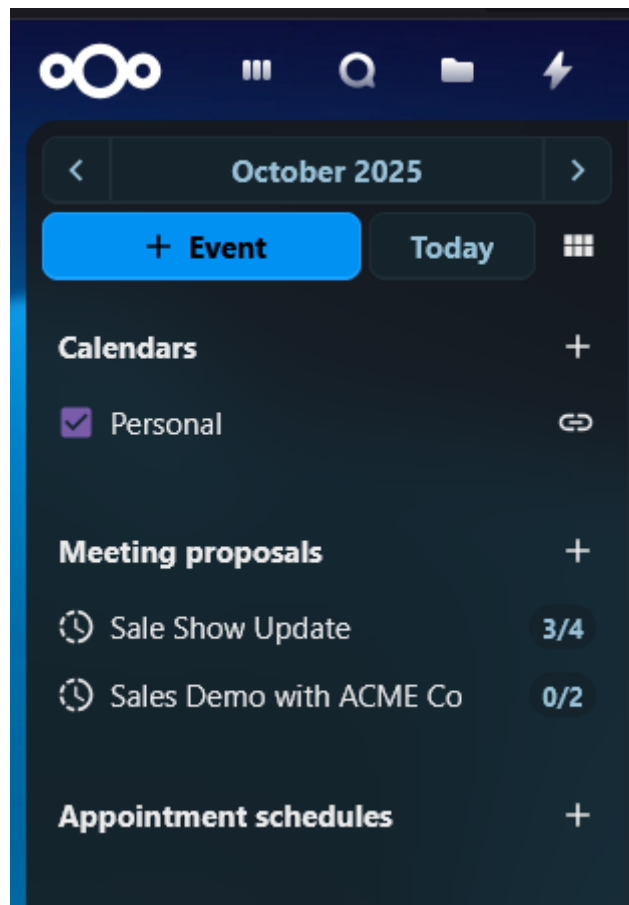 October 2025
+ Event
Today
Calendars +
Personal
Meeting proposals +
Sale Show Update 3/4
Sales Demo with ACME Co 0/2
Appointment schedules +